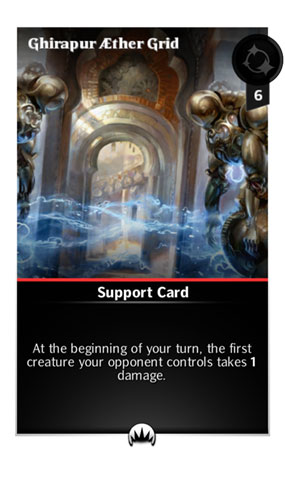 Ghirapur Æther Grid
6
Support Card
At the beginning of your turn, the first
creature your opponent controls takes 1
damage.